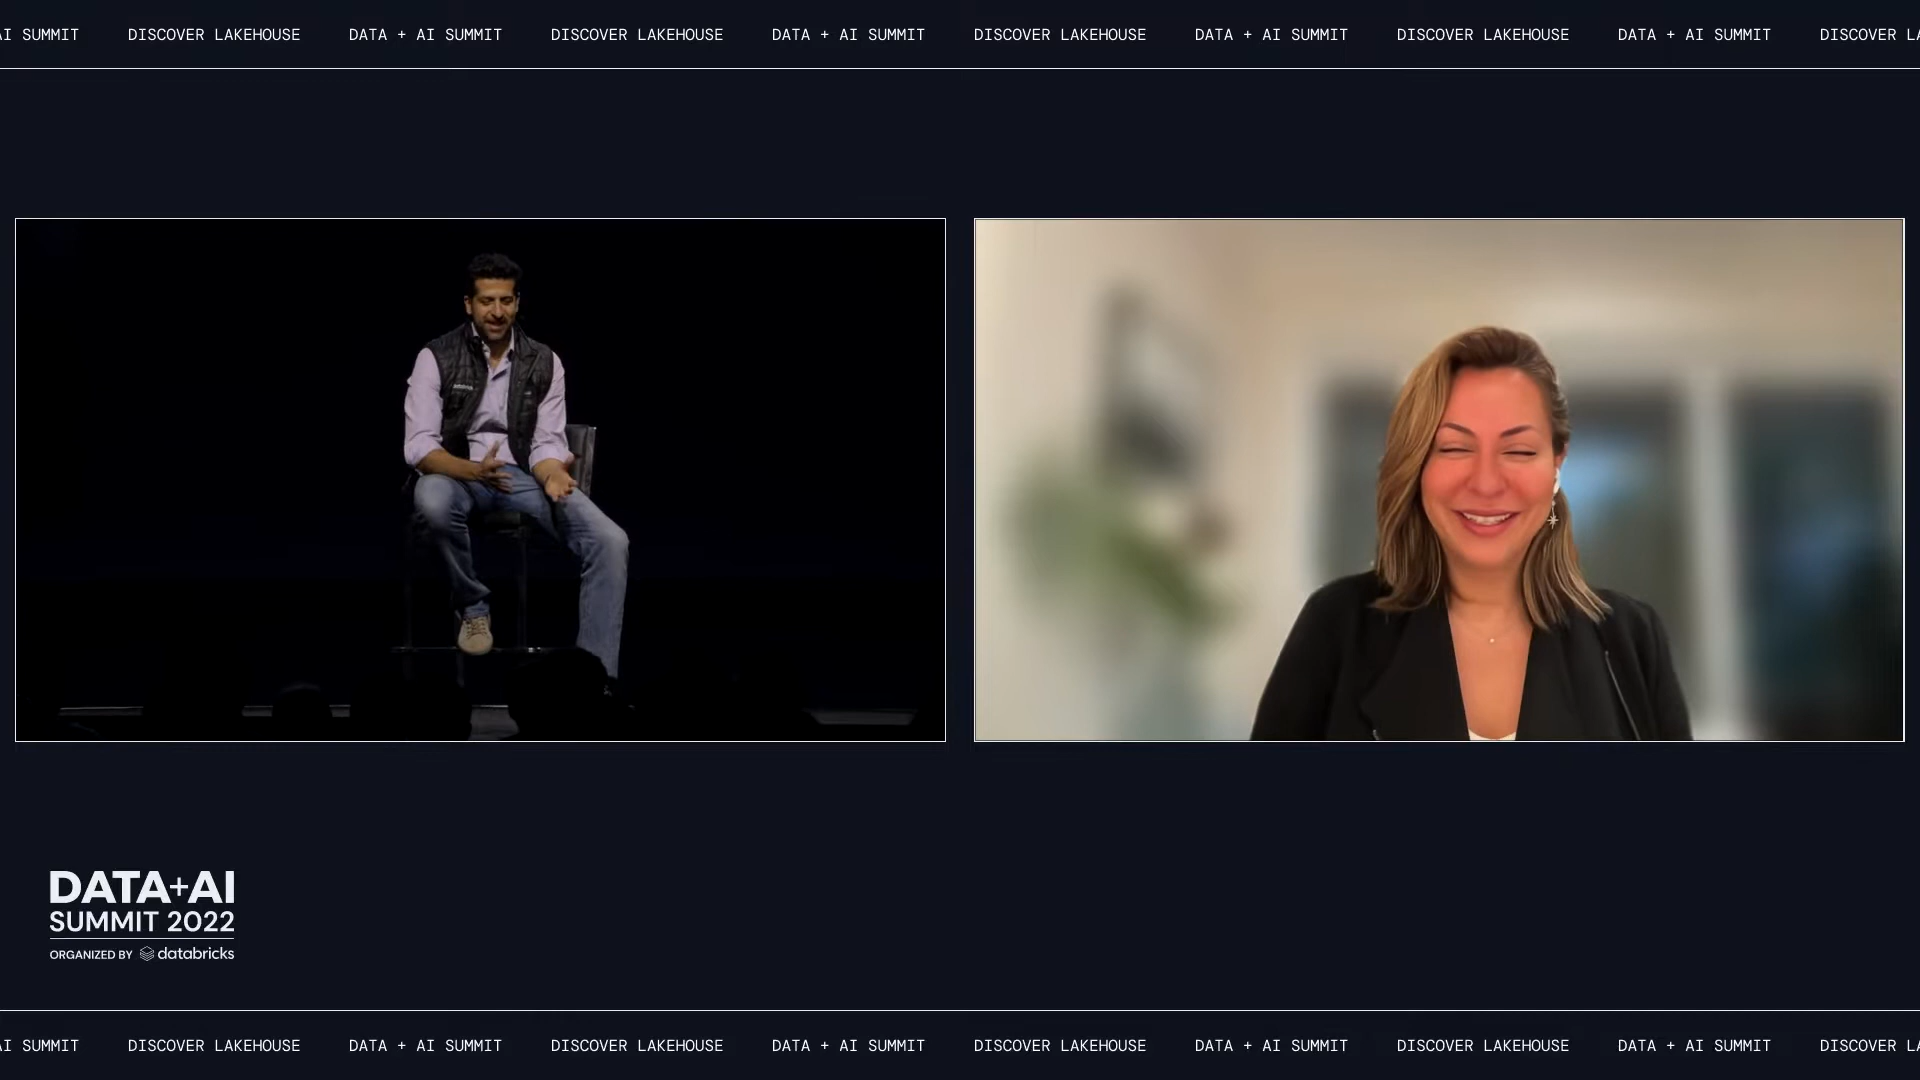 AI SUMMIT DISCOVER LAKEHOUSE DATA + AI SUMMIT DISCOVER LAKEHOUSE DATA + AI SUMMIT DISCOVER LAKEHOUSE DATA + AI SUMMIT DISCOVER LAKEHOUSE DATA + AI SUMMIT DISCOVER LA
DATA+AI
SUMMIT 2022
ORGANIZED BY databricks
AI SUMMIT DISCOVER LAKEHOUSE DATA + AI SUMMIT DISCOVER LAKEHOUSE DATA + AI SUMMIT DISCOVER LAKEHOUSE DATA + AI SUMMIT DISCOVER LAKEHOUSE DATA + AI SUMMIT DISCOVER LA